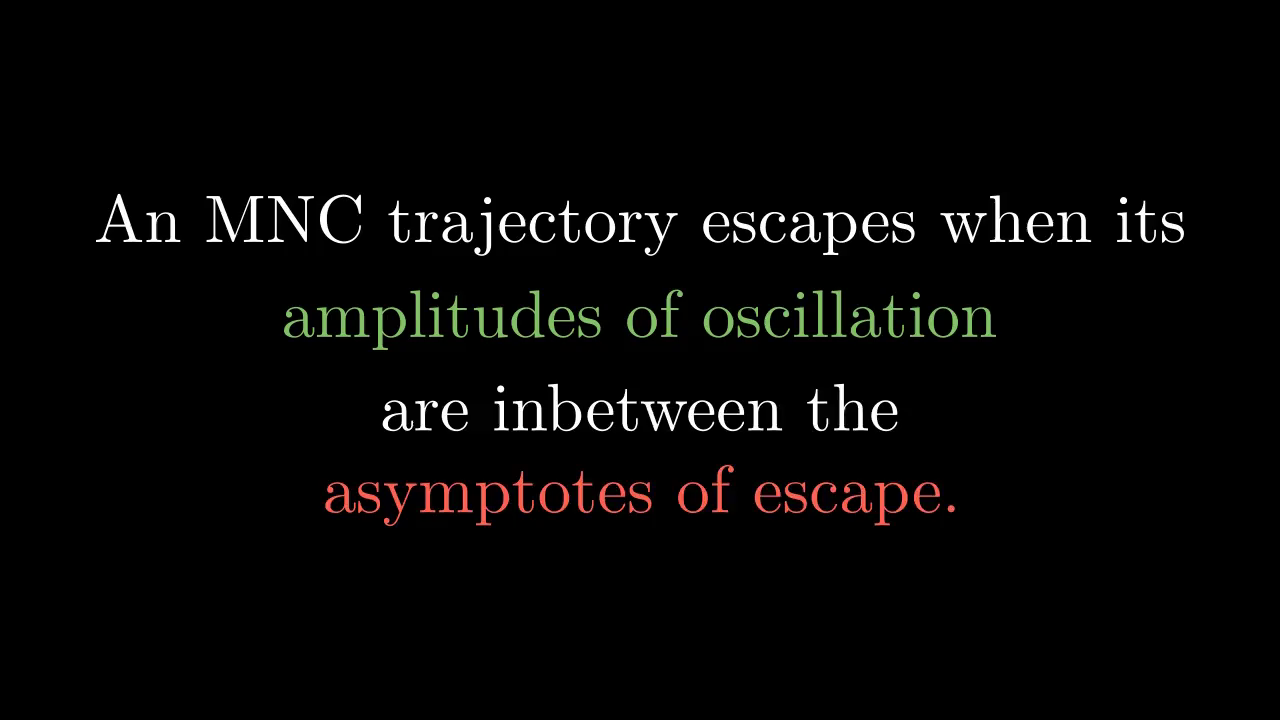 An MNC trajectory escapes when its
amplitudes of oscillation
are inbetween the
asymptotes of escape.